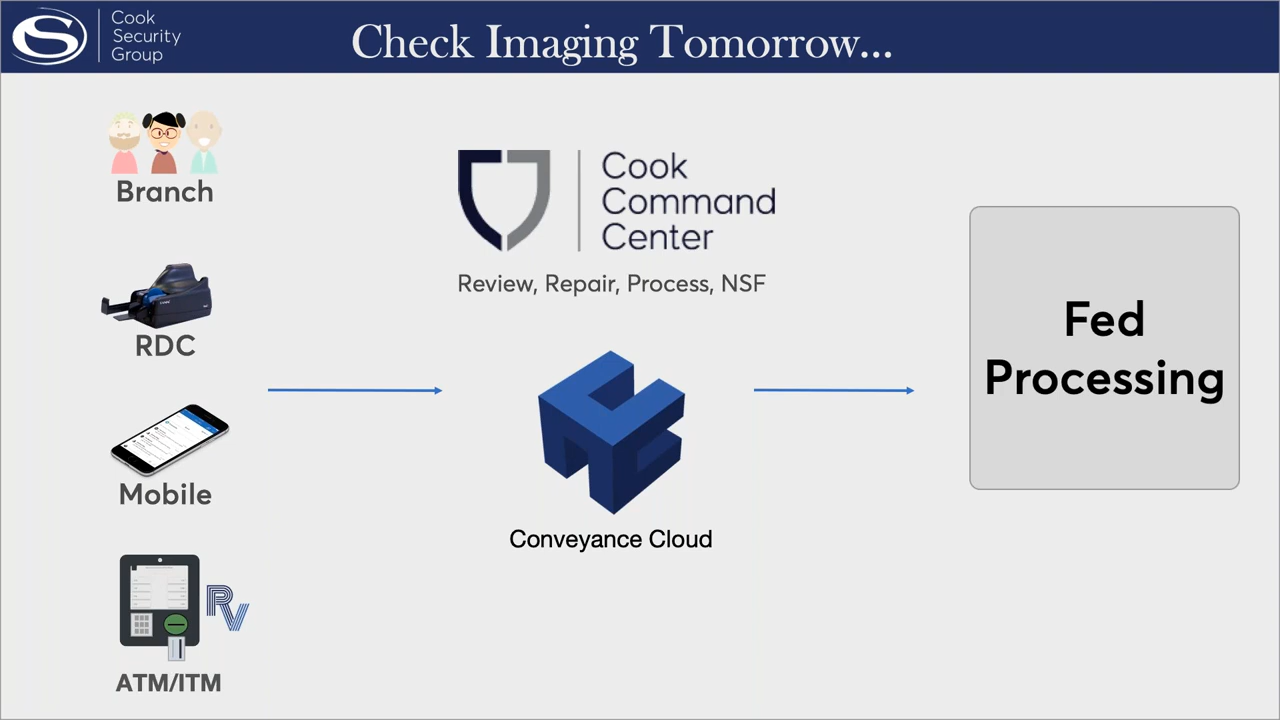 Cook
Security
Group
Check Imaging Tomorrow...
Branch
RDC
Mobile
RV
ATM/ITM
Cook
Command
Center
Review, Repair, Process, NSF
Conveyance Cloud
Fed
Processing